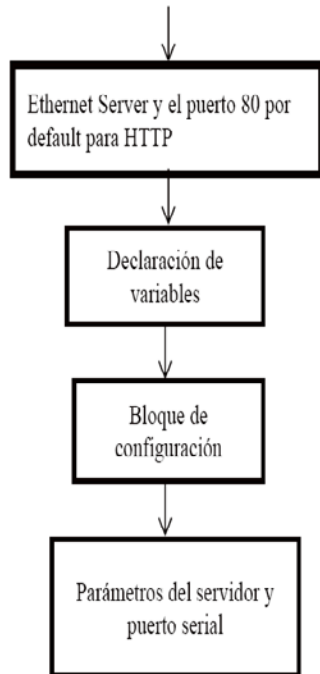 Ethernet Server y el puerto 80 por
default para HTTP
Declaración de
variables
Bloque de
configuración
Parámetros del servidor y
puerto serial